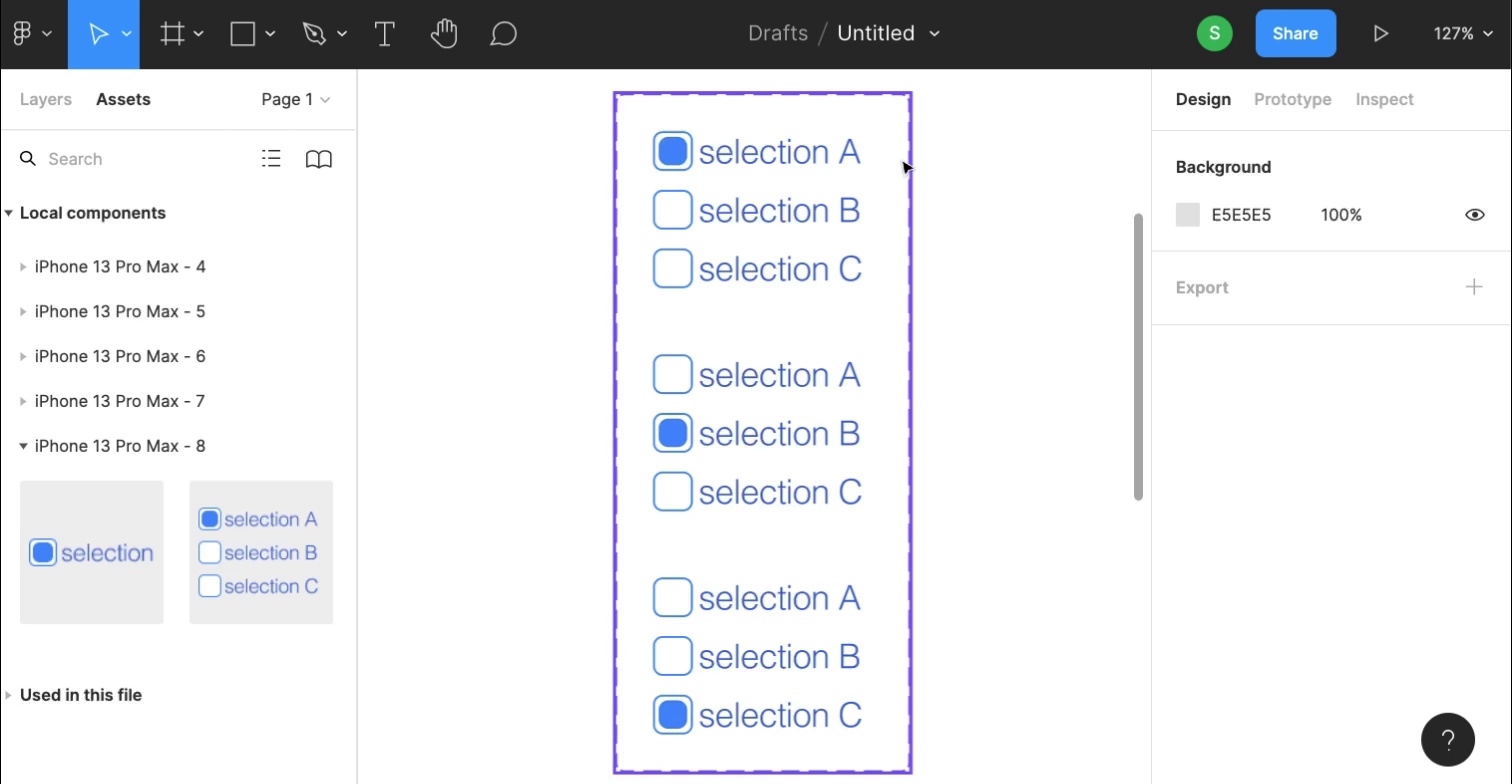 Drafts / Untitled
S
Share
127%
Layers
Assets
Page 1
Search
Local components
iPhone 13 Pro Max - 4
iPhone 13 Pro Max - 5
iPhone 13 Pro Max - 6
iPhone 13 Pro Max - 7
iPhone 13 Pro Max - 8
selection
selection A
selection B
selection C
Used in this file
selection A
selection B
selection C
selection A
selection B
selection C
selection A
selection B
selection C
Design
Prototype
Inspect
Background
E5E5E5
100%
Export
?